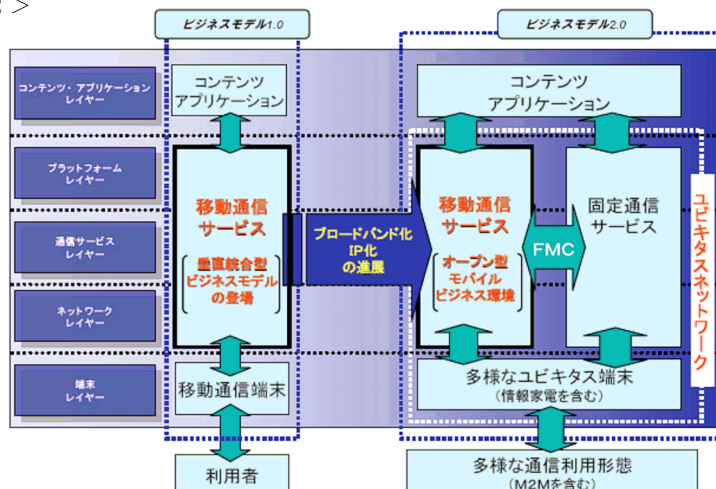 ビジネスモデル1.0
ビジネスモデル2.0
コンテンツ・アプリケーション
レイヤー
コンテンツ
アプリケーション
コンテンツ
アプリケーション
プラットフォーム
レイヤー
通信サービス
レイヤー
ネットワーク
レイヤー
端末
レイヤー
移動通信
サービス
垂直統合型
ビジネスモデル
の登場
ブロードバンド化
IP化
の進展
移動通信
サービス
オープン型
モバイル
ビジネス環境
FMC
固定通信
サービス
ユビキタスネットワーク
移動通信端末
多様なユビキタス端末
(情報家電を含む)
利用者
多様な通信利用形態
(M2Mを含む)